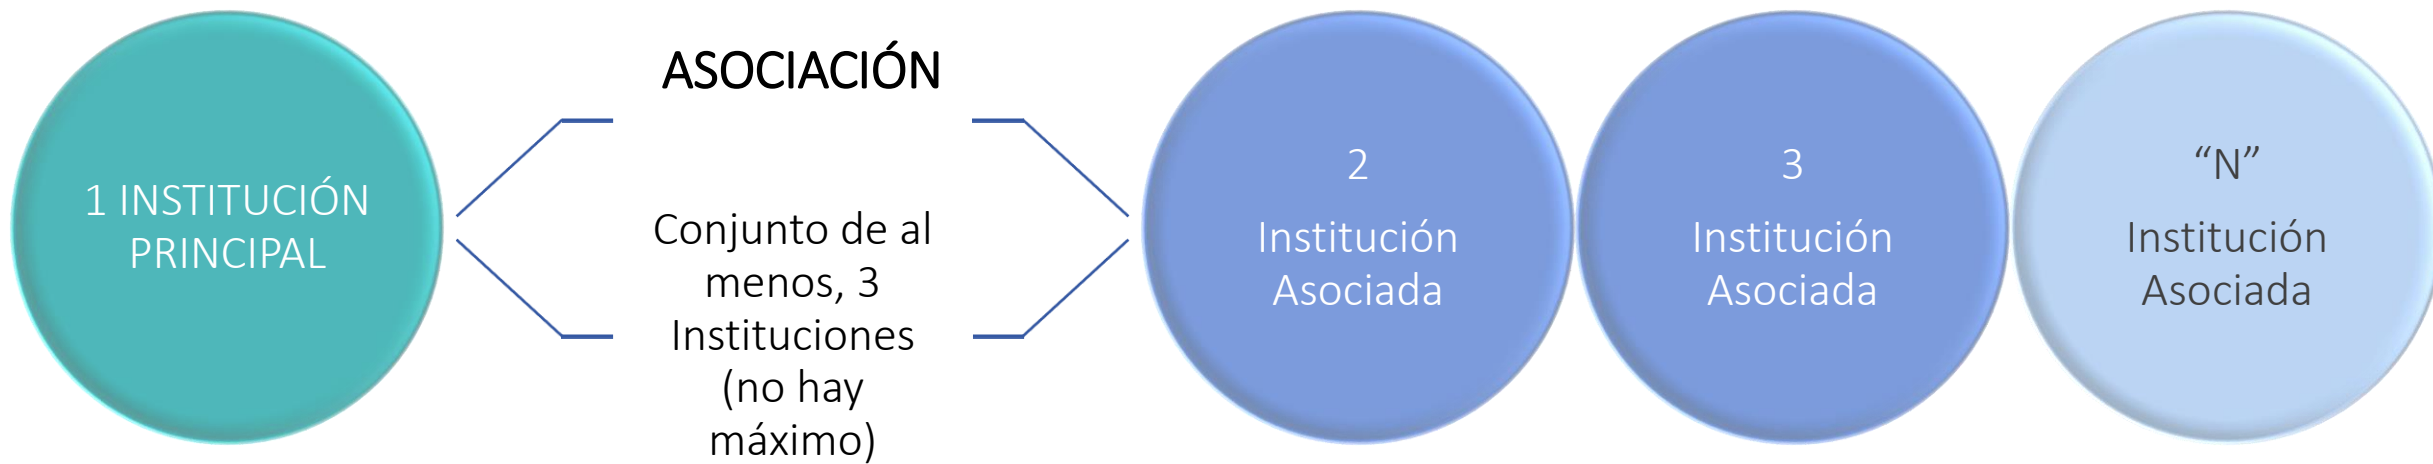 1 INSTITUCIÓN
PRINCIPAL
ASOCIACIÓN
Conjunto de al
menos, 3
Instituciones
(no hay
máximo)
2
Institución
Asociada
3
Institución
Asociada
“N”
Institución
Asociada